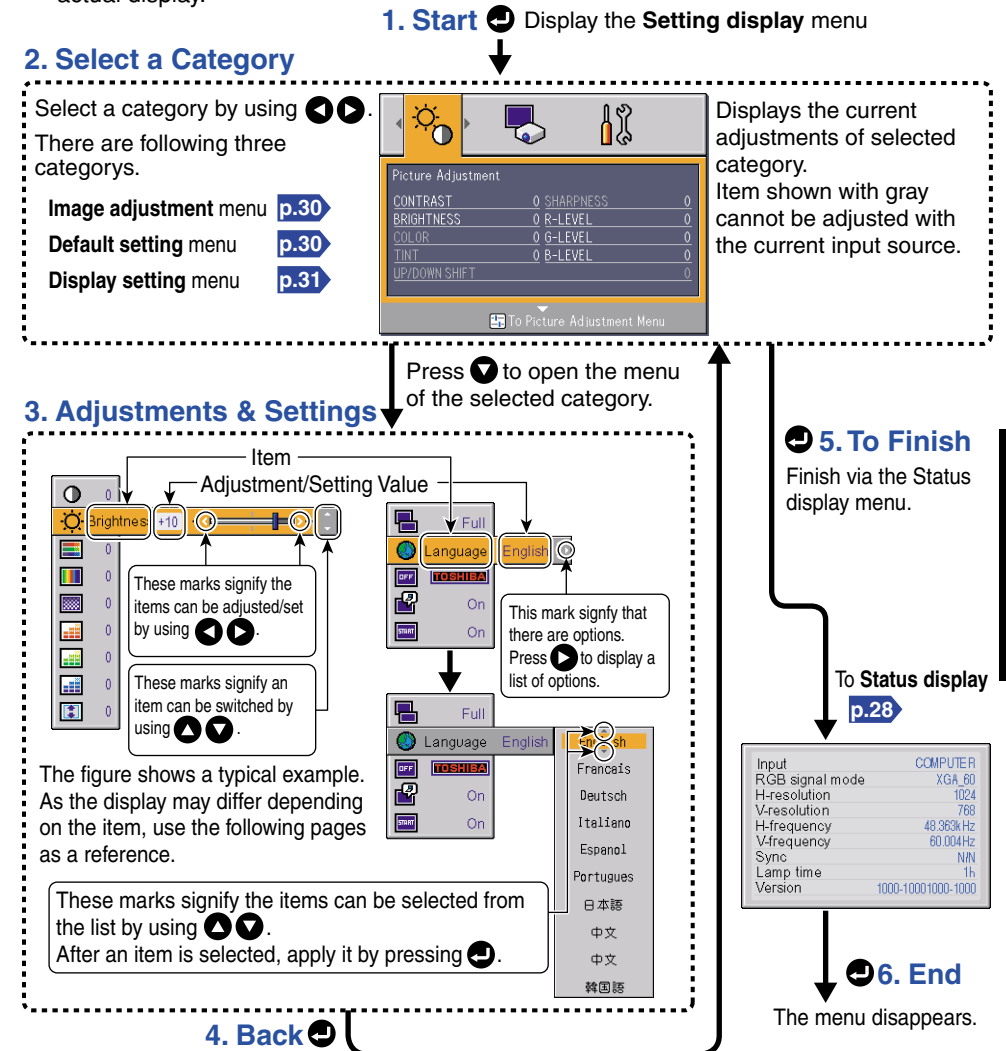 actual display.
1. Start Display the Setting display menu
2. Select a Category
Select a category by using .
There are following three
categorys.
Image adjustment menu p.30
Default setting menu p.30
Display setting menu p.31
Picture Adjustment
CONTRAST 0 SHARPNESS 0
BRIGHTNESS 0 R-LEVEL 0
COLOR 0 G-LEVEL 0
TINT 0 B-LEVEL 0
UP/DOWN SHIFT 0
To Picture Adjustment Menu
Displays the current
adjustments of selected
category.
Item shown with gray
cannot be adjusted with
the current input source.
Press to open the menu
of the selected category.
3. Adjustments & Settings
Item
Adjustment/Setting Value
0
Brightnes +10
0
0
0
0
0
0
0
These marks signify the
items can be adjusted/set
by using .
These marks signify an
item can be switched by
using .
Full
Language English
OFF TOSHIBA
On
START On
This mark signfy that
there are options.
Press to display a
list of options.
Full
Language English
OFF TOSHIBA
On
START On
English
Francais
Deutsch
Italiano
Espanol
Portugues
日本語
中文
中文
韓国語
The figure shows a typical example.
As the display may differ depending
on the item, use the following pages
as a reference.
These marks signify the items can be selected from
the list by using .
After an item is selected, apply it by pressing .
4. Back
5. To Finish
Finish via the Status
display menu.
To Status display
p.28
Input COMPUTER
RGB signal mode XGA_60
H-resolution 1024
V-resolution 768
H-frequency 48.363kHz
V-frequency 60.004Hz
Sync N/N
Lamp time 1h
Version 1000-10001000-1000
6. End
The menu disappears.